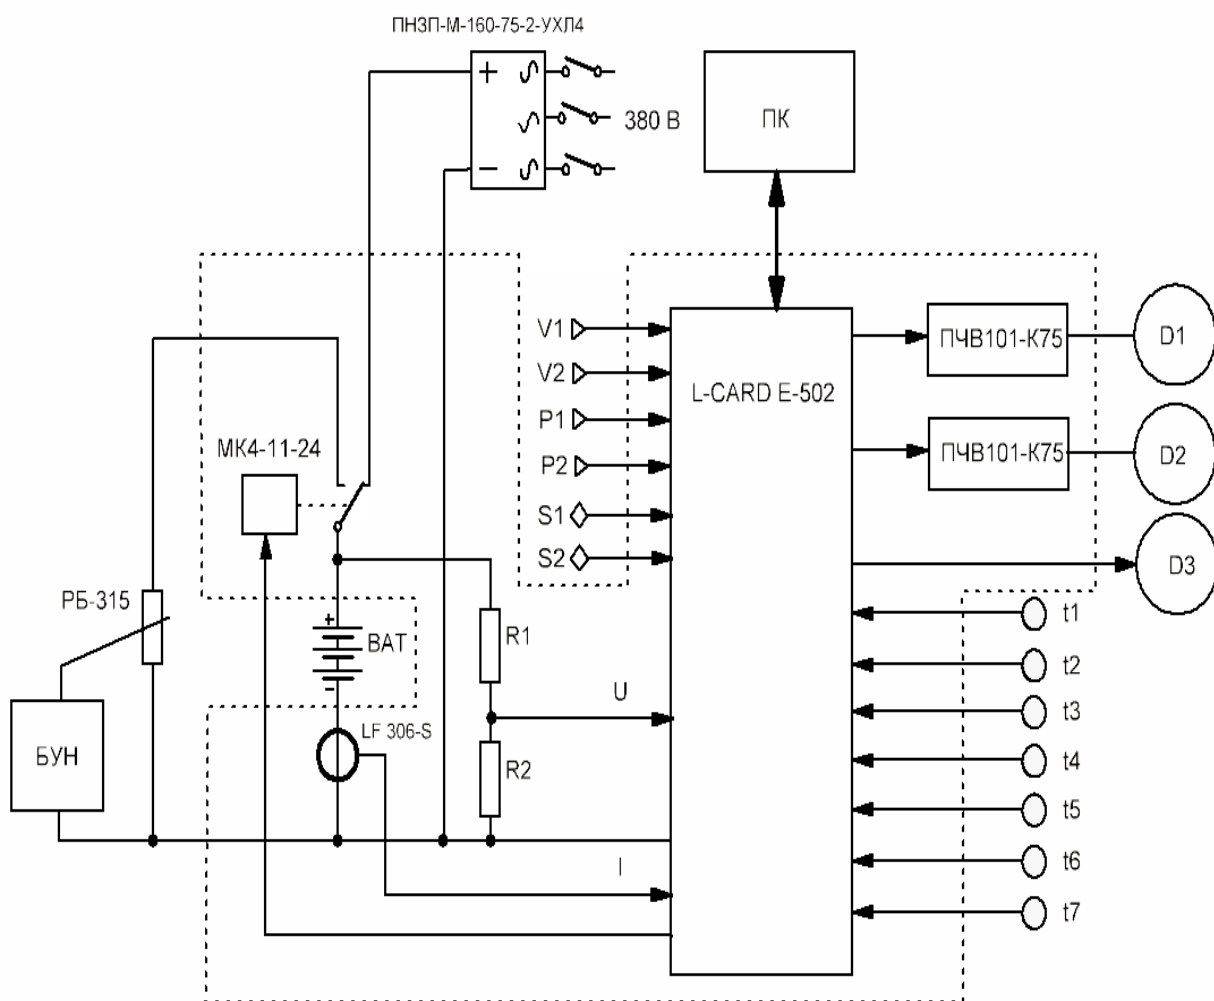 ПНЗП-М-160-75-2-УХЛ4
+
380 В
−
ПК
V1
V2
P1
P2
S1
S2
L-CARD E-502
ПЧВ101-К75
D1
ПЧВ101-К75
D2
D3
МК4-11-24
РБ-315
+
ВАТ
-
R1
U
LF 306-S
R2
БУН
I
t1
t2
t3
t4
t5
t6
t7